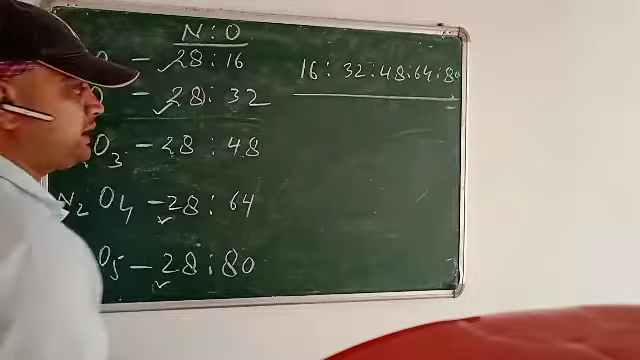 N : O
O - 28 : 16
O - 28 : 32
O3 - 28 : 48
N2O4 - 28 : 64
O5 - 28 : 80
16 : 32 : 48 : 64 : 80